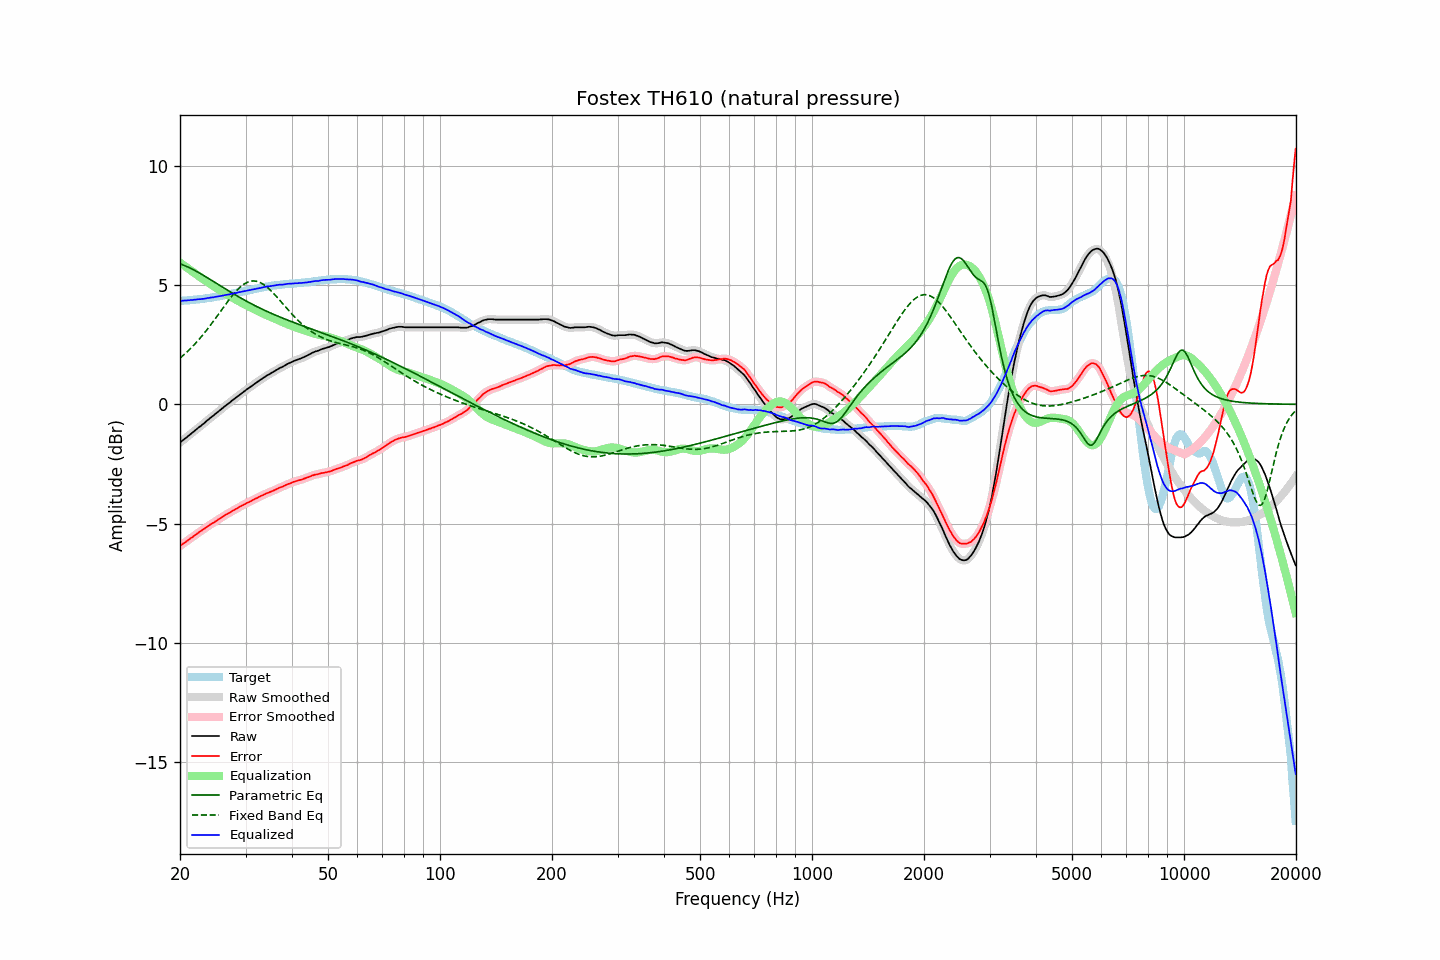 Fostex TH610 (natural pressure)
Amplitude (dBr)
10
5
0
−5
−10
−15
Target
Raw Smoothed
Error Smoothed
Raw
Error
Equalization
Parametric Eq
Fixed Band Eq
Equalized
20 50 100 200 500 1000 2000 5000 10000 20000
Frequency (Hz)